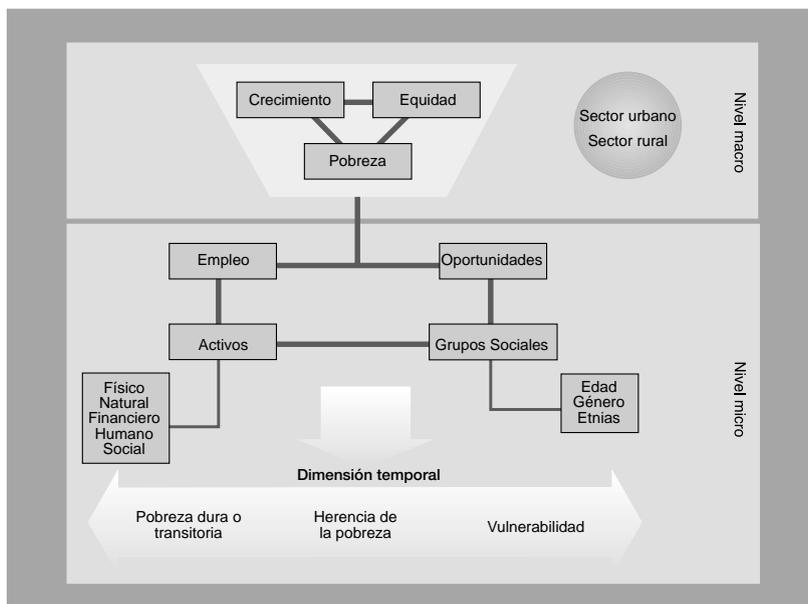 Crecimiento
Equidad
Pobreza
Sector urbano
Sector rural
Nivel macro
Empleo
Oportunidades
Activos
Grupos Sociales
Físico
Natural
Financiero
Humano
Social
Edad
Género
Etnias
Nivel micro
Dimensión temporal
Pobreza dura o
transitoria
Herencia de
la pobreza
Vulnerabilidad